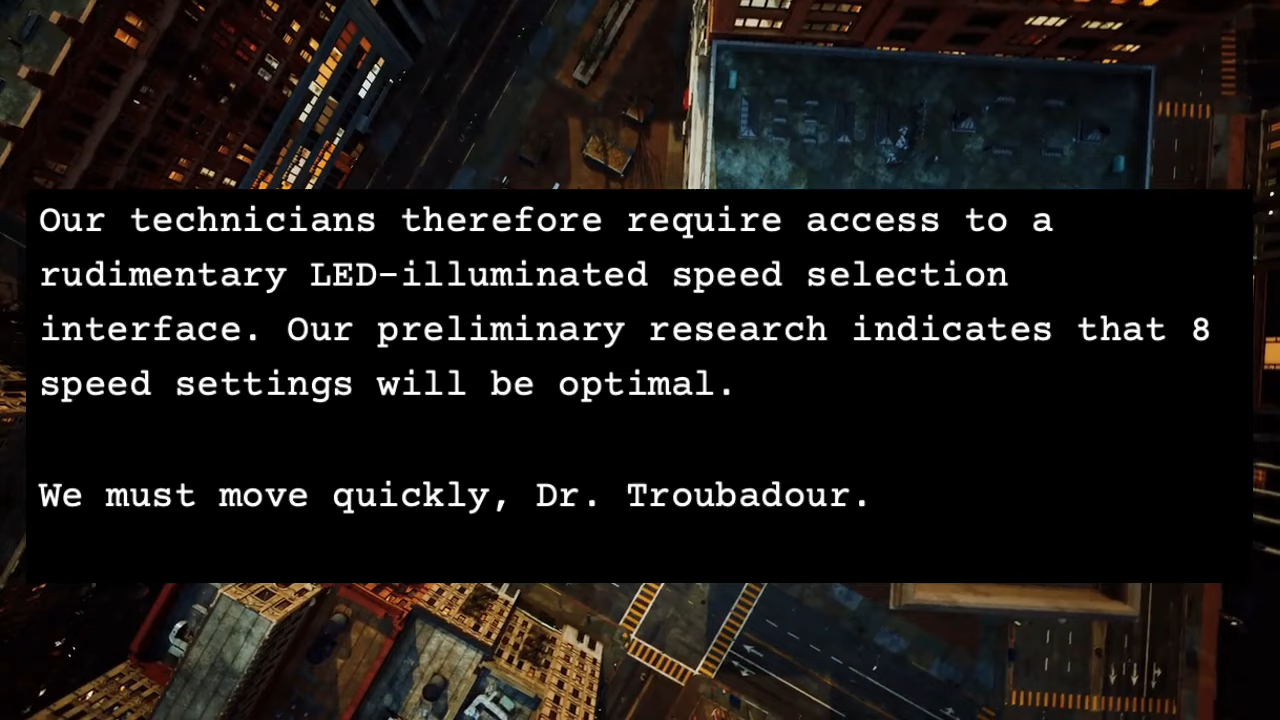 Our technicians therefore require access to a
rudimentary LED-illuminated speed selection
interface. Our preliminary research indicates that 8
speed settings will be optimal.
We must move quickly, Dr. Troubadour.